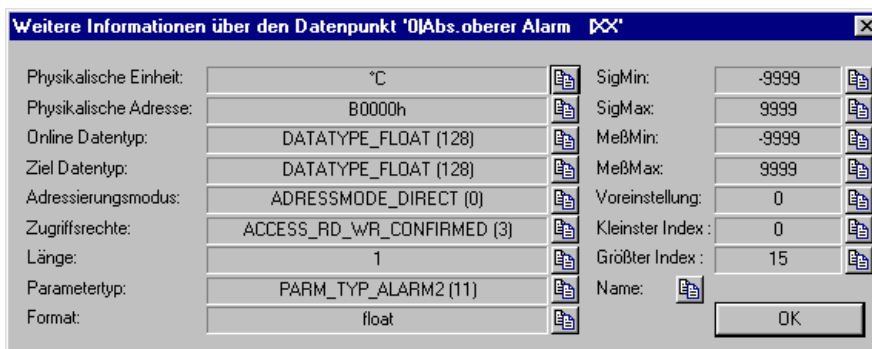 Weitere Informationen über den Datenpunkt '0|Abs.oberer Alarm |XX'
Physikalische Einheit: °C SigMin: -9999
Physikalische Adresse: B0000h SigMax: 9999
Online Datentyp: DATATYPE_FLOAT (128) MeßMin: -9999
Ziel Datentyp: DATATYPE_FLOAT (128) MeßMax: 9999
Adressierungsmodus: ADRESSMODE_DIRECT (0) Voreinstellung: 0
Zugriffsrechte: ACCESS_RD_WR_CONFIRMED (3) Kleinster Index : 0
Länge: 1 Größter Index : 15
Parametertyp: PARM_TYP_ALARM2 (11) Name:
Format: float OK